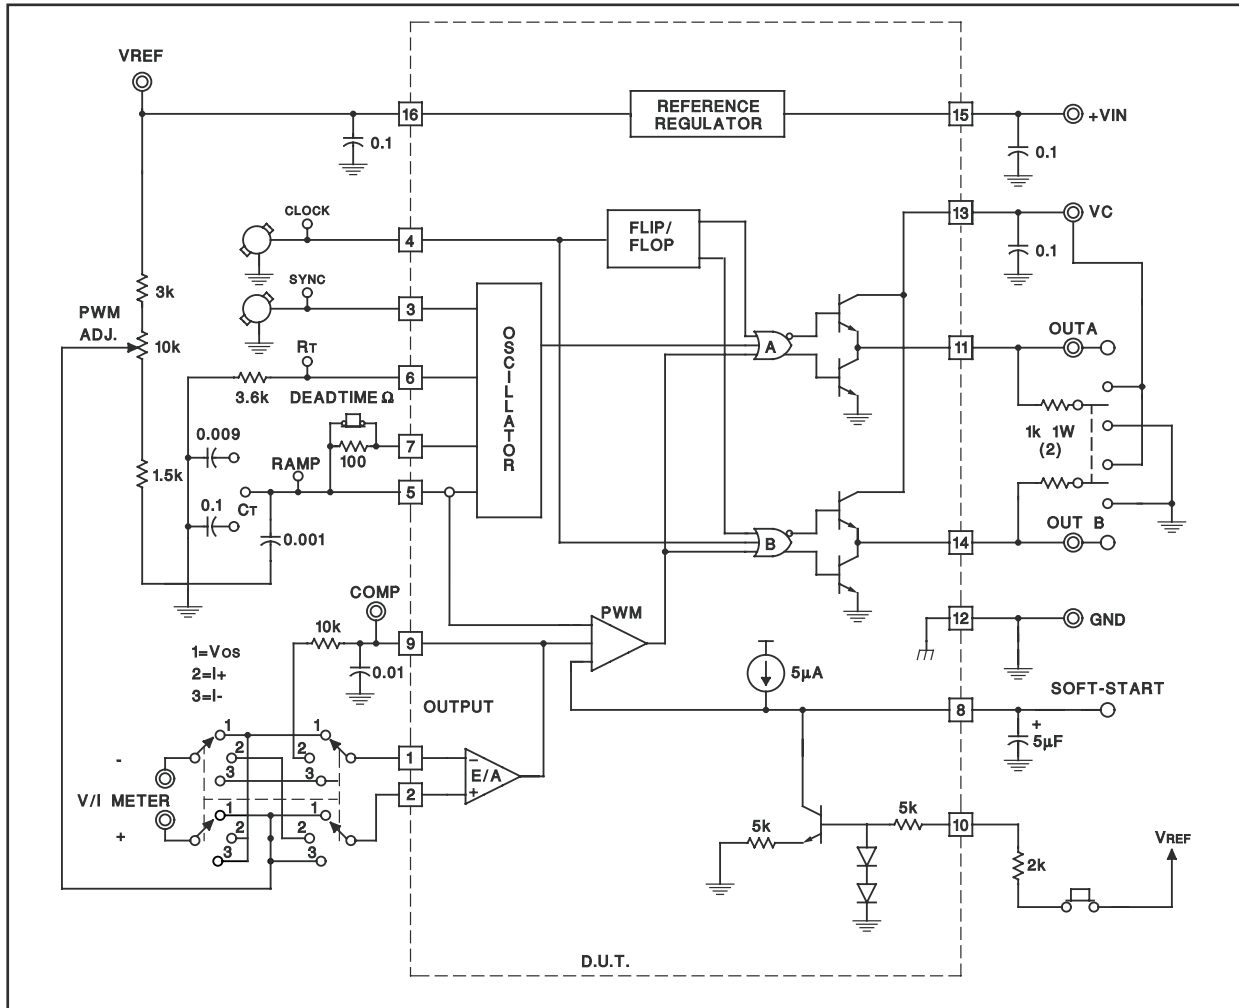 VREF
16
REFERENCE
REGULATOR
15
+VIN
0.1
0.1
CLOCK
4
FLIP/
FLOP
13
VC
0.1
SYNC
3
3k
PWM
ADJ.
10k
OSCILLATOR
A
11
OUTA
RT
6
3.6k
DEADTIME Ω
0.009
7
1k 1W
(2)
100
1.5k
RAMP
5
0.1
CT
0.001
B
14
OUT B
COMP
PWM
12
GND
10k
9
1=VOS
2=I+
3=I-
0.01
5µA
SOFT-START
OUTPUT
8
+
5µF
1
1
2
2
-
3
3
1
–
E/A
+
2
V/I METER
1
1
+
2
2
3
3
5k
5k
10
VREF
2k
D.U.T.